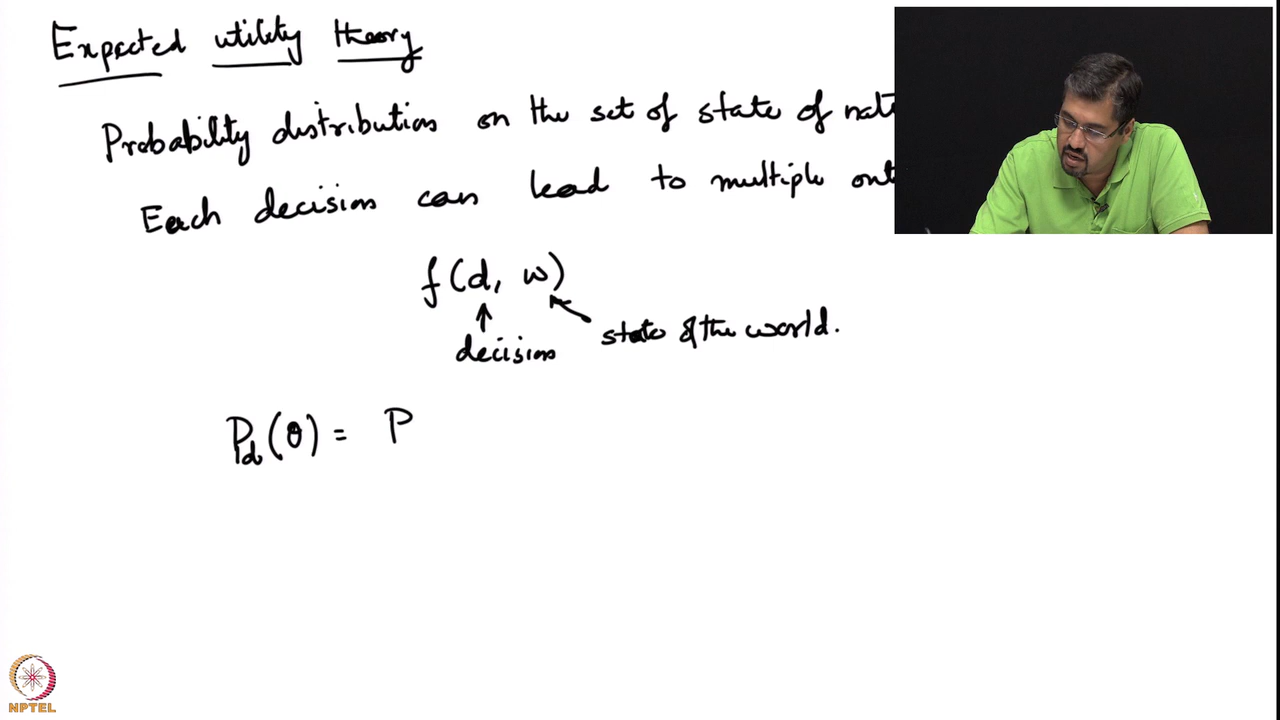 Expected utility theory
Probability distribution on the set of state of nat
Each decision can lead to multiple out
f(d, w)
decision
state of the world.
P_d(θ) = P
NPTEL